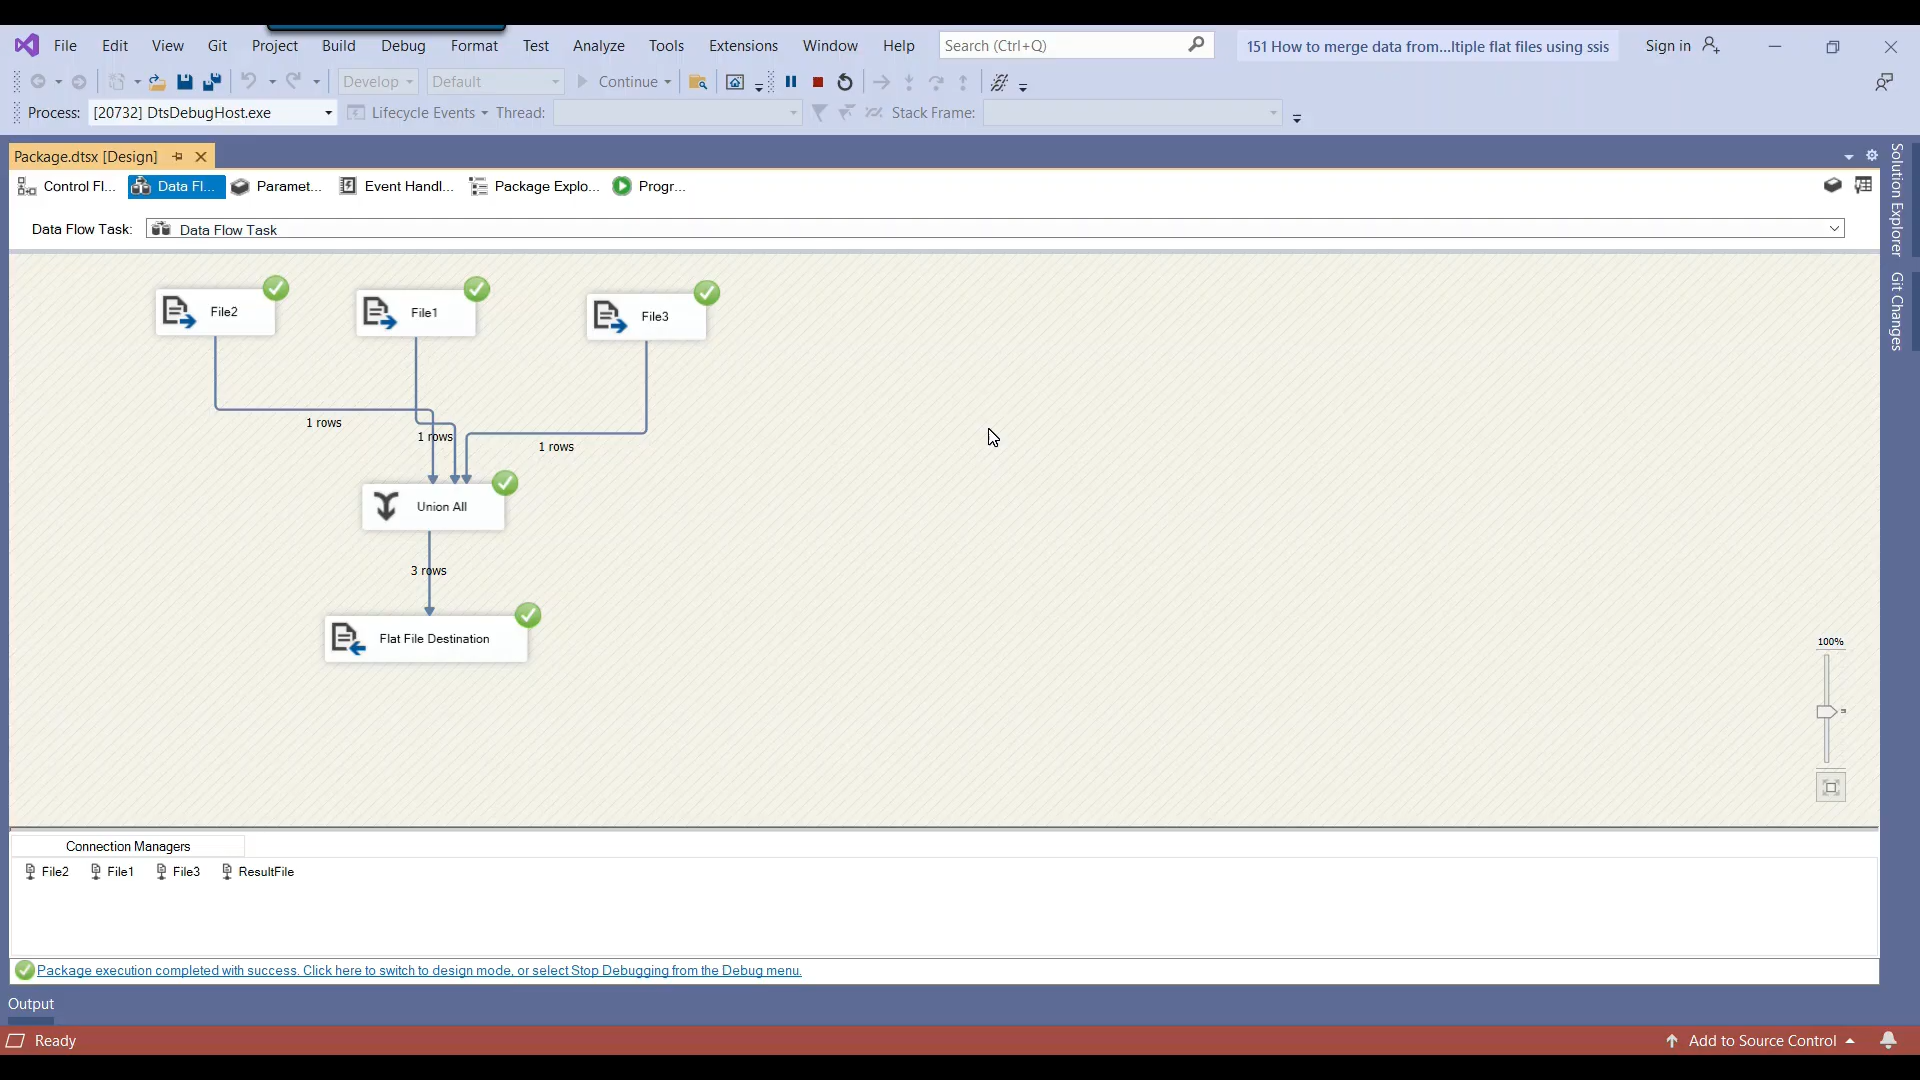 File Edit View Git Project Build Debug Format Test Analyze Tools Extensions Window Help Search (Ctrl+Q) 151 How to merge data from...ltiple flat files using ssis Sign in
Develop Default Continue
Process: [20732] DtsDebugHost.exe Lifecycle Events Thread: Stack Frame:
Package.dtsx [Design]
Control Fl... Data Fl... Paramet... Event Handl... Package Explo... Progr...
Data Flow Task: Data Flow Task
File2 File1 File3
1 rows
1 rows
1 rows
Union All
3 rows
Flat File Destination
100%
Solution Explorer
Git Changes
Connection Managers
File2 File1 File3 ResultFile
Package execution completed with success. Click here to switch to design mode, or select Stop Debugging from the Debug menu.
Output
Ready Add to Source Control